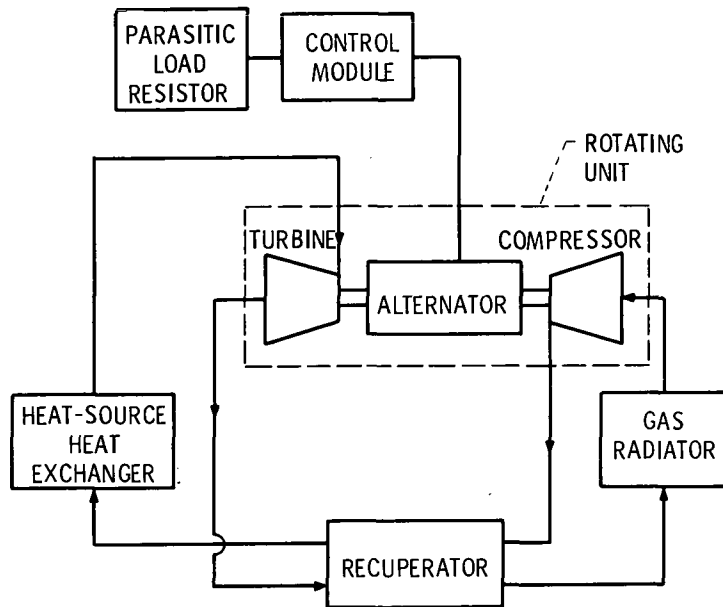 PARASITIC
LOAD
RESISTOR
CONTROL
MODULE
ROTATING
UNIT
TURBINE
COMPRESSOR
ALTERNATOR
HEAT-SOURCE
HEAT
EXCHANGER
GAS
RADIATOR
RECUPERATOR